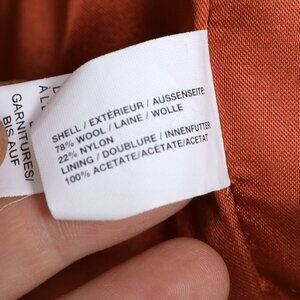 SHELL / EXTÉRIEUR / AUSSENSEITE
78% WOOL / LAINE / WOLLE
22% NYLON
LINING / DOUBLURE / INNENFUTTER
100% ACETATE/ACETATE/ACETAT
GARNITURES/
BIS AUF